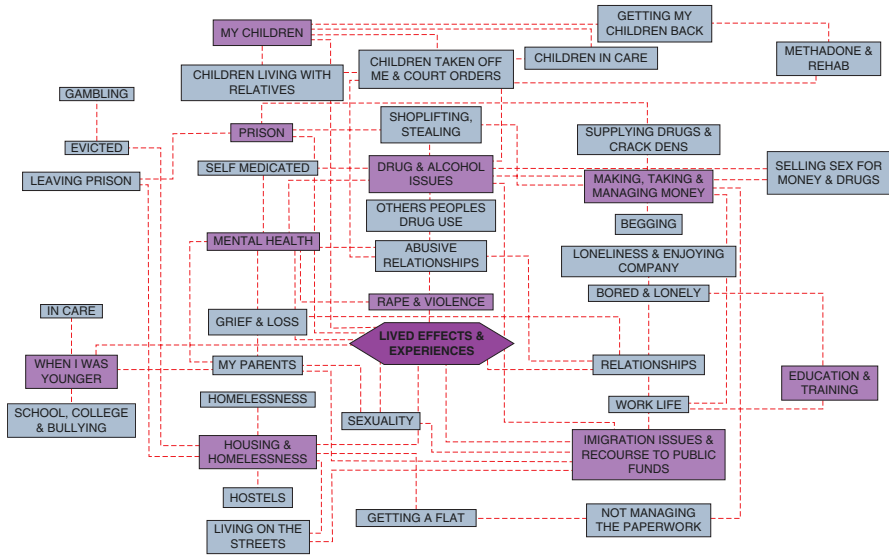 GETTING MY
CHILDREN BACK
MY CHILDREN
METHADONE &
REHAB
CHILDREN IN CARE
CHILDREN TAKEN OFF
ME & COURT ORDERS
CHILDREN LIVING WITH
RELATIVES
GAMBLING
SHOPLIFTING,
STEALING
PRISON
SUPPLYING DRUGS &
CRACK DENS
EVICTED
SELF MEDICATED
DRUG & ALCOHOL
ISSUES
SELLING SEX FOR
MONEY & DRUGS
LEAVING PRISON
MAKING, TAKING &
MANAGING MONEY
OTHERS PEOPLES
DRUG USE
BEGGING
MENTAL HEALTH
ABUSIVE
RELATIONSHIPS
LONELINESS & ENJOYING
COMPANY
BORED & LONELY
RAPE & VIOLENCE
IN CARE
GRIEF & LOSS
LIVED EFFECTS &
EXPERIENCES
WHEN I WAS
YOUNGER
MY PARENTS
RELATIONSHIPS
EDUCATION &
TRAINING
HOMELESSNESS
WORK LIFE
SCHOOL, COLLEGE
& BULLYING
SEXUALITY
HOUSING &
HOMELESSNESS
IMIGRATION ISSUES &
RECOURSE TO PUBLIC
FUNDS
HOSTELS
GETTING A FLAT
NOT MANAGING
THE PAPERWORK
LIVING ON THE
STREETS